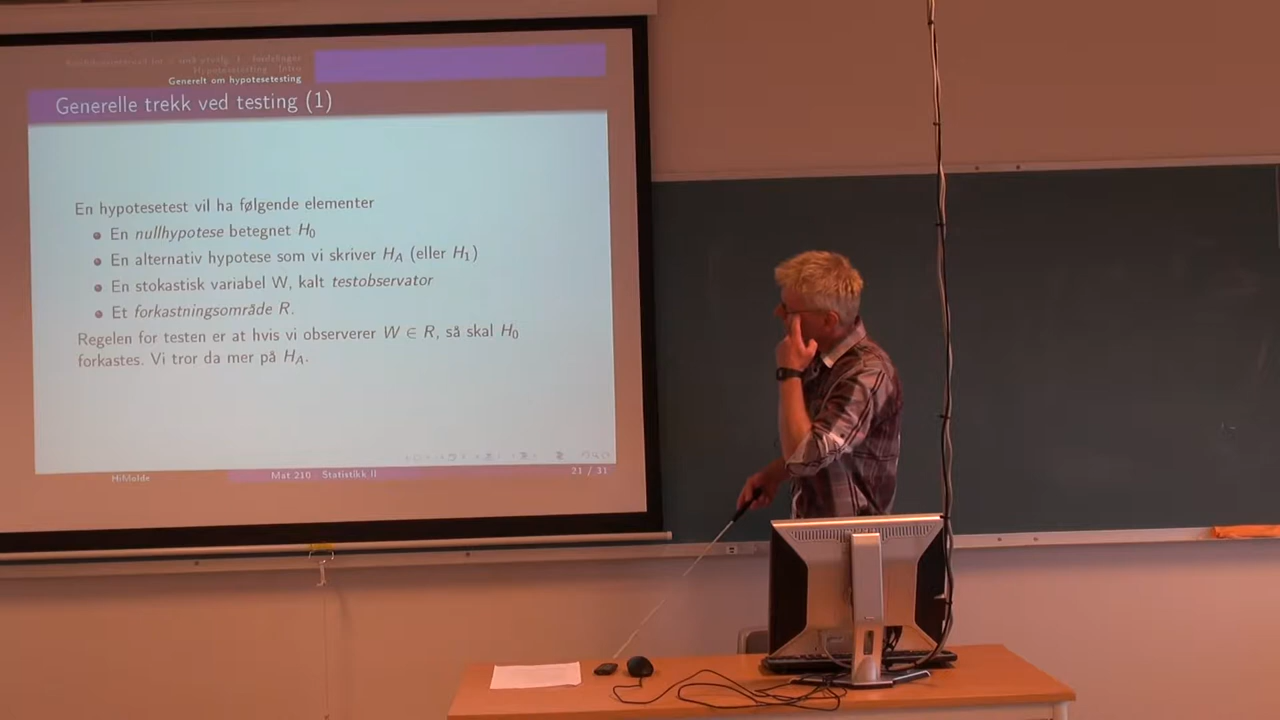 Generelt om hypotesetesting
Generelle trekk ved testing (1)
En hypotesetest vil ha følgende elementer
En nullhypotese betegnet H₀
En alternativ hypotese som vi skriver H_A (eller H₁)
En stokastisk variabel W, kalt testobservator
Et forkastningsområde R.
Regelen for testen er at hvis vi observerer W ∈ R, så skal H₀
forkastes. Vi tror da mer på H_A.
HiMolde Mat 210 - Statistikk II 21 / 31